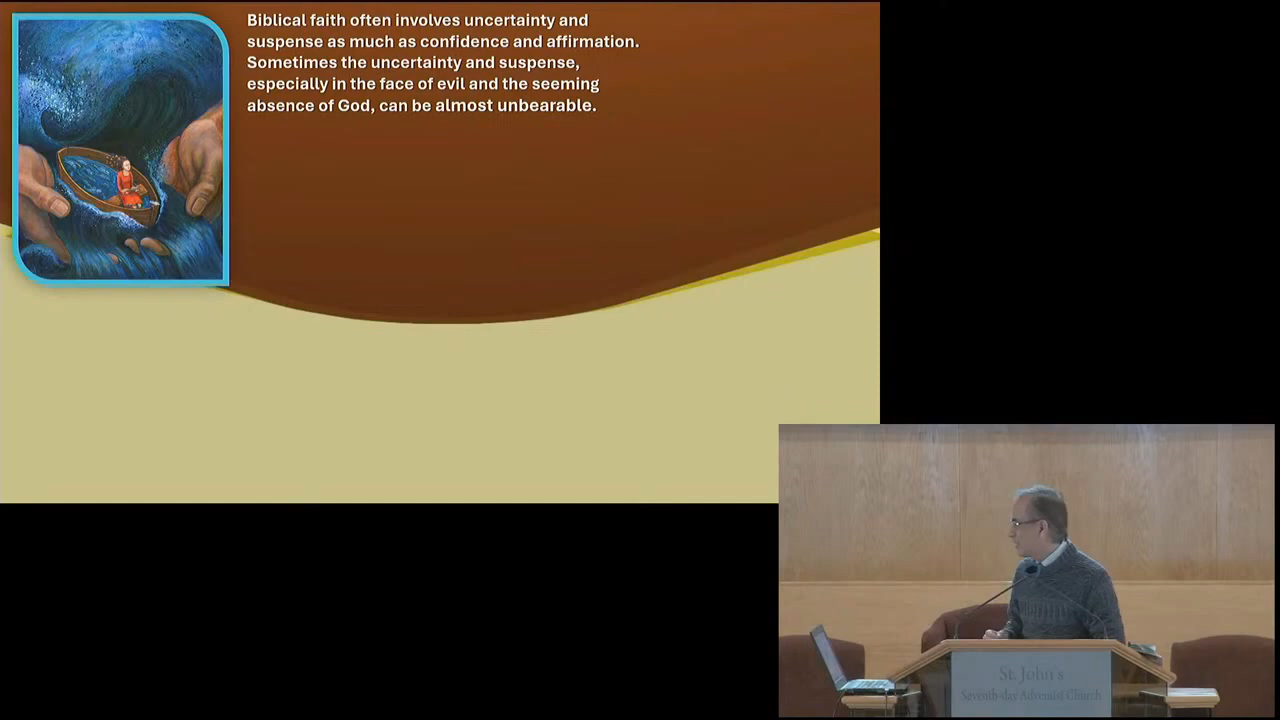 Biblical faith often involves uncertainty and
suspense as much as confidence and affirmation.
Sometimes the uncertainty and suspense,
especially in the face of evil and the seeming
absence of God, can be almost unbearable.
St. John's
Seventh-day Adventist Church